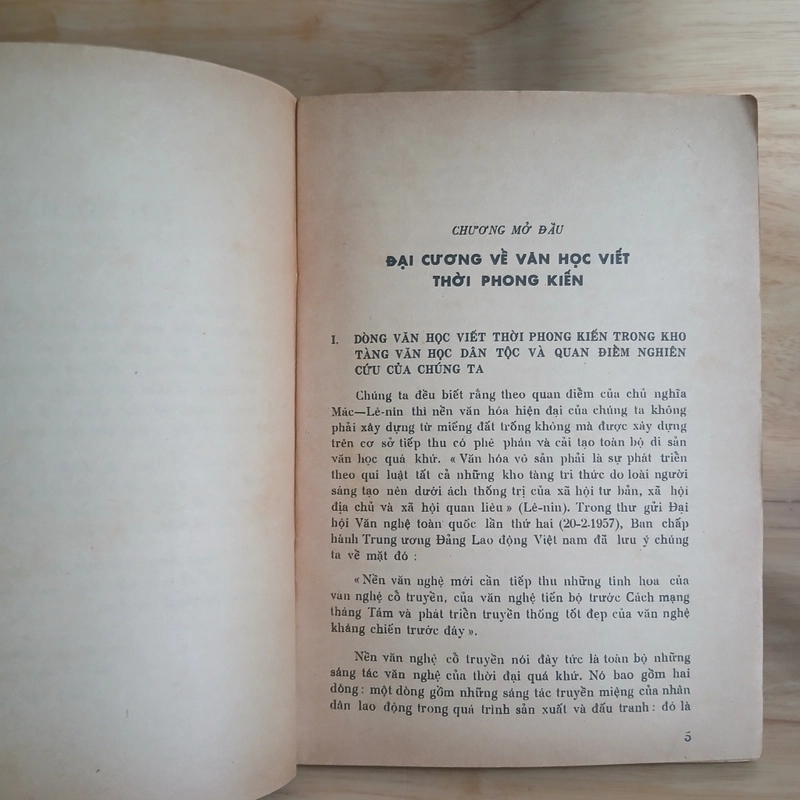 CHƯƠNG MỞ ĐẦU
ĐẠI CƯƠNG VỀ VĂN HỌC VIẾT
THỜI PHONG KIẾN
I. DÒNG VĂN HỌC VIẾT THỜI PHONG KIẾN TRONG KHO
TÀNG VĂN HỌC DÂN TỘC VÀ QUAN ĐIỂM NGHIÊN
CỨU CỦA CHÚNG TA
Chúng ta đều biết rằng theo quan điểm của chủ nghĩa
Mác—Lê-nin thì nền văn hóa hiện đại của chúng ta không
phải xây dựng từ miếng đất trống không mà được xây dựng
trên cơ sở tiếp thu có phê phán và cải tạo toàn bộ di sản
văn học quá khứ. « Văn hóa vô sản phải là sự phát triển
theo qui luật tất cả những kho tàng tri thức do loài người
sáng tạo nên dưới ách thống trị của xã hội tư bản, xã hội
địa chủ và xã hội quan liêu » (Lê-nin). Trong thư gửi Đại
hội Văn nghệ toàn quốc lần thứ hai (20-2-1957), Ban chấp
hành Trung ương Đảng Lao động Việt nam đã lưu ý chúng
ta về mặt đó :
« Nền văn nghệ mới cần tiếp thu những tinh hoa của
văn nghệ cổ truyền, của văn nghệ tiến bộ trước Cách mạng
tháng Tám và phát triển truyền thống tốt đẹp của văn nghệ
kháng chiến trước đây ».
Nền văn nghệ cổ truyền nói đây tức là toàn bộ những
sáng tác văn nghệ của thời đại quá khứ. Nó bao gồm hai
dòng : một dòng gồm những sáng tác truyền miệng của nhân
dân lao động trong quá trình sản xuất và đấu tranh : đó là
5